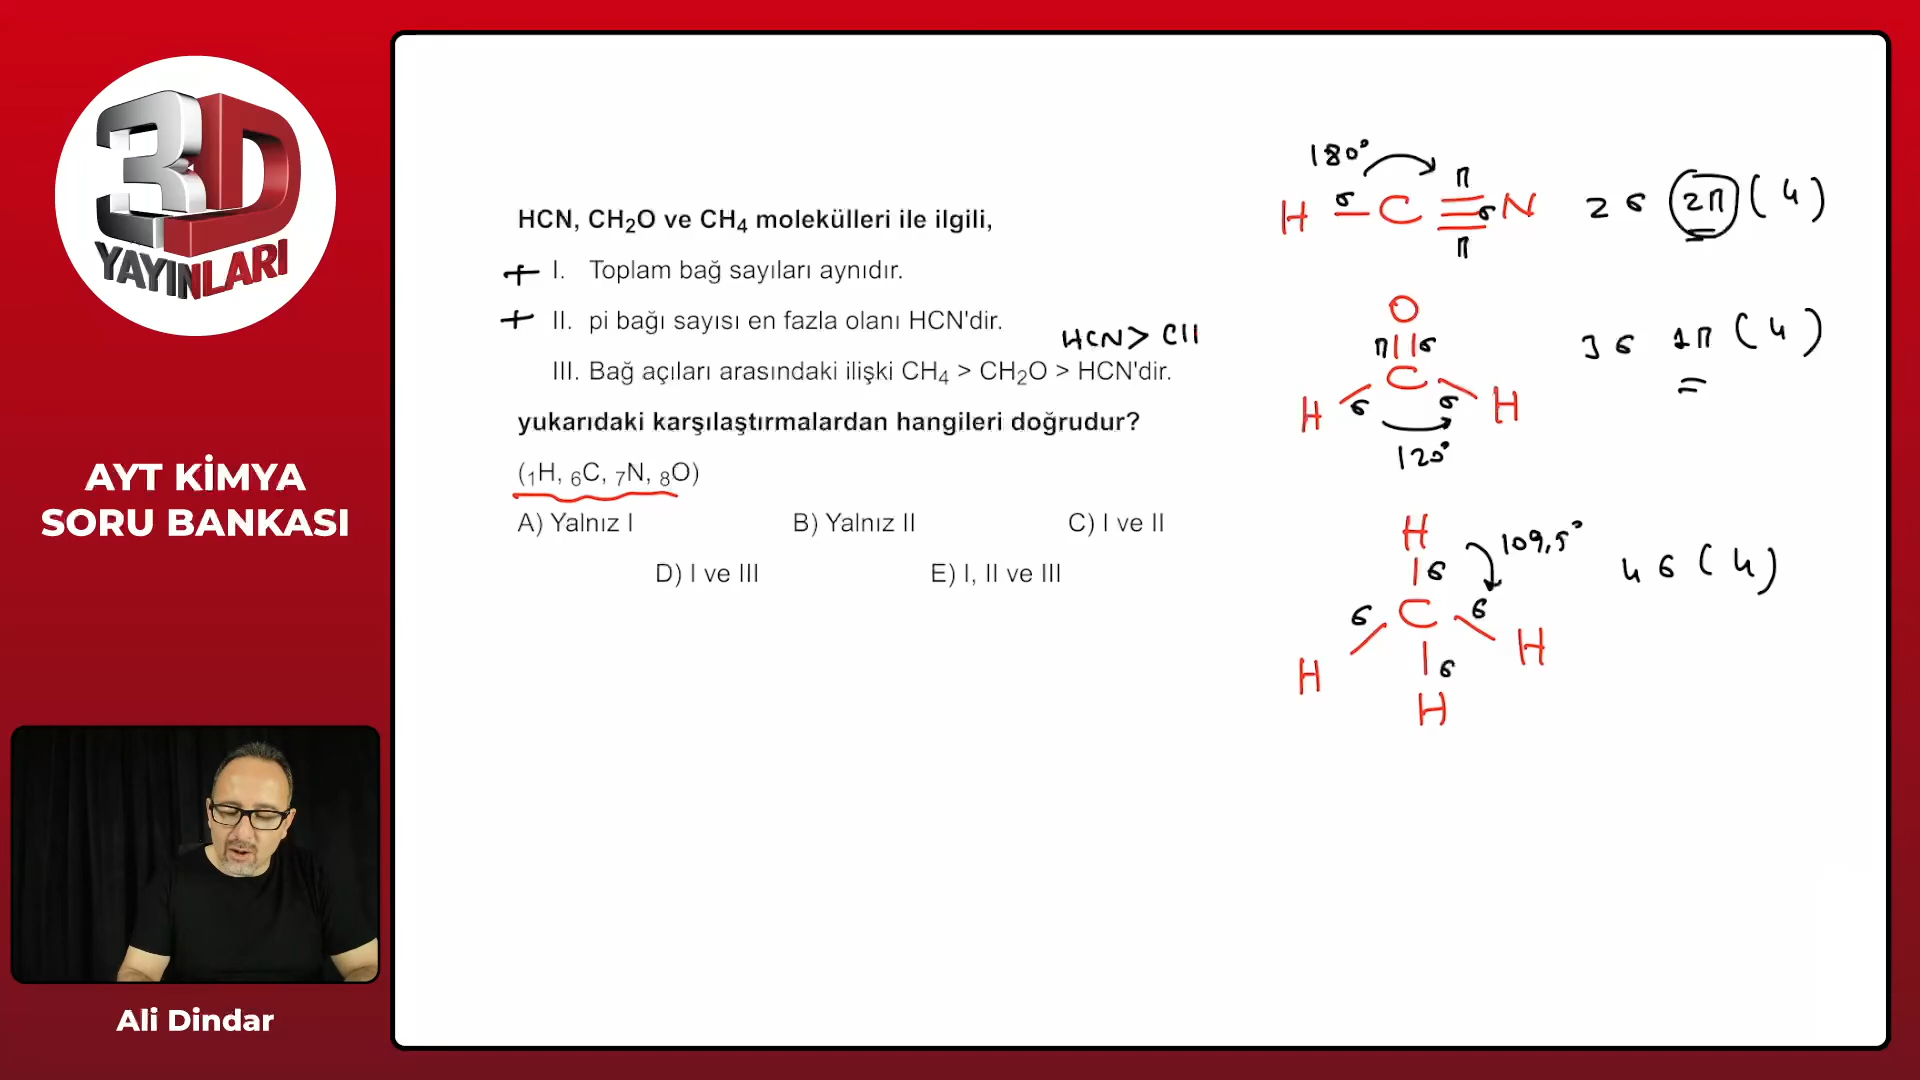 3D
YAYINLARI
AYT KİMYA
SORU BANKASI
Ali Dindar
HCN, CH₂O ve CH₄ molekülleri ile ilgili,
+ I. Toplam bağ sayıları aynıdır.
+ II. pi bağı sayısı en fazla olanı HCN'dir.
HCN >
III. Bağ açıları arasındaki ilişki CH₄ > CH₂O > HCN'dir.
yukarıdaki karşılaştırmalardan hangileri doğrudur?
(₁H, ₆C, ₇N, ₈O)
A) Yalnız I B) Yalnız II C) I ve II
D) I ve III E) I, II ve III
180°
π
H σ C σ N 2σ 2π (4)
π
O
π σ 3σ 1π (4)
C
H σ σ H
120°
H 109,5°
σ 4σ (4)
σ C σ
H σ H
H